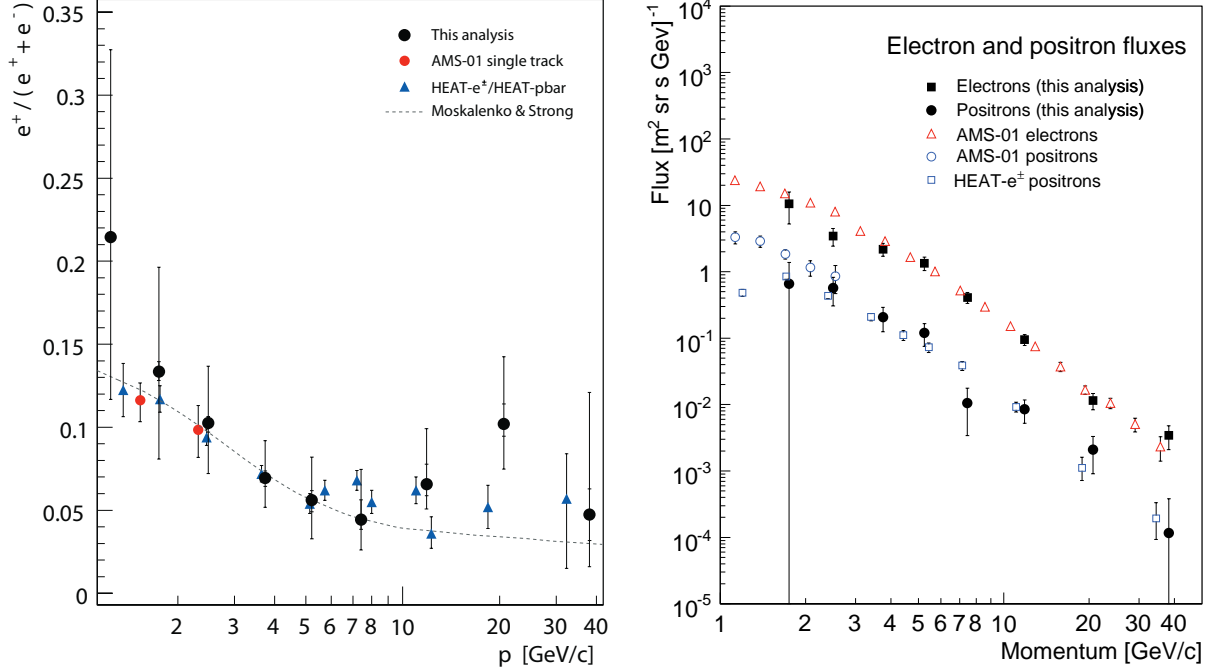 e⁺ / ( e⁺ + e⁻ )
0.35
0.3
0.25
0.2
0.15
0.1
0.05
0
This analysis
AMS-01 single track
HEAT-e±/HEAT-pbar
Moskalenko & Strong
2 3 4 5 6 7 8 10 20 30 40
p [GeV/c]
Flux [m² sr s Gev]⁻¹
10⁴
10³
10²
10
1
10⁻¹
10⁻²
10⁻³
10⁻⁴
10⁻⁵
Electron and positron fluxes
Electrons (this analysis)
Positrons (this analysis)
AMS-01 electrons
AMS-01 positrons
HEAT-e± positrons
1 2 3 4 5 6 7 8 10 20 30 40
Momentum [GeV/c]